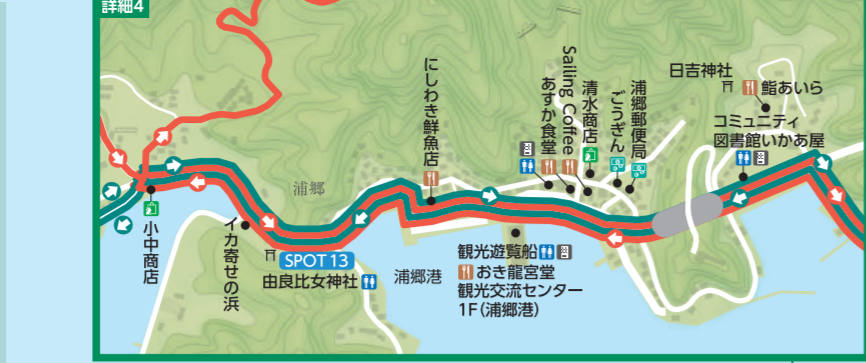 詳細4
にしわき鮮魚店
Sailing Coffee
あすか食堂
清水商店
ごうぎん
浦郷郵便局
日吉神社
鮨あいら
コミュニティ
図書館いかあ屋
浦郷
小中商店
イカ寄せの浜
SPOT 13
由良比女神社
浦郷港
観光遊覧船
おき龍宮堂
観光交流センター
1F(浦郷港)